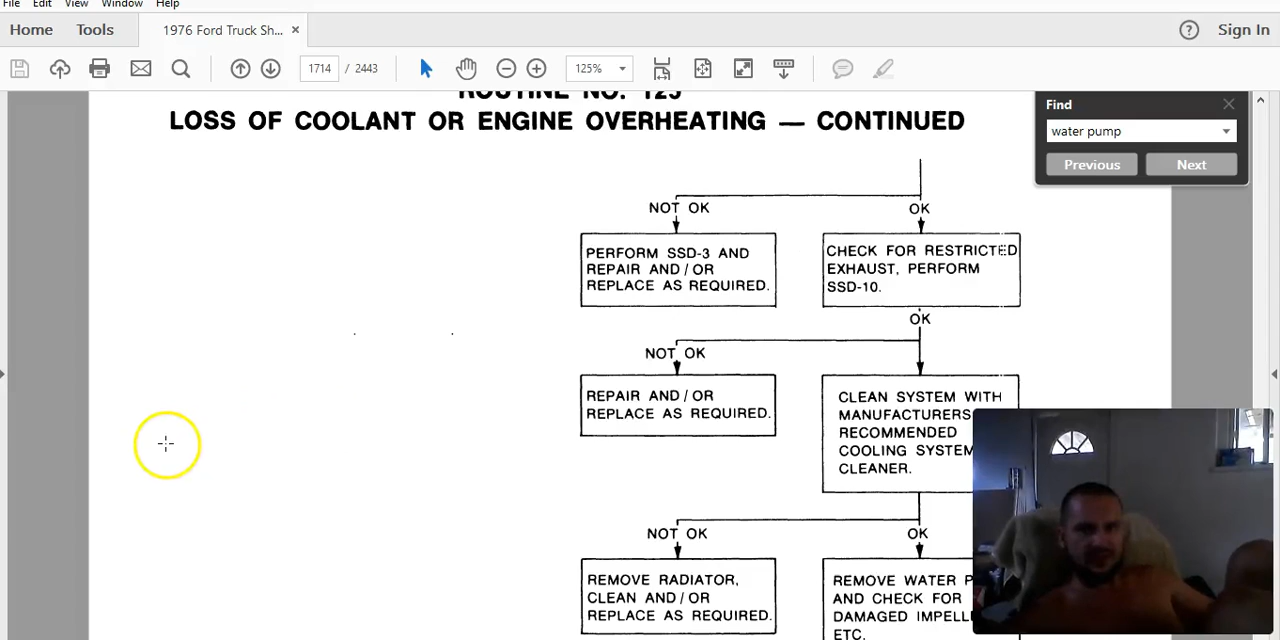 File Edit View Window Help
Home Tools 1976 Ford Truck Sh... × Sign In
1714 / 2443 125%
Find
water pump
Previous Next
ROUTINE NO. 123
LOSS OF COOLANT OR ENGINE OVERHEATING — CONTINUED
NOT OK OK
PERFORM SSD-3 AND
REPAIR AND/OR
REPLACE AS REQUIRED.
CHECK FOR RESTRICTED
EXHAUST, PERFORM
SSD-10.
OK
NOT OK
REPAIR AND/OR
REPLACE AS REQUIRED.
CLEAN SYSTEM WITH
MANUFACTURERS
RECOMMENDED
COOLING SYSTEM
CLEANER.
NOT OK OK
REMOVE RADIATOR,
CLEAN AND/OR
REPLACE AS REQUIRED.
REMOVE WATER P
AND CHECK FOR
DAMAGED IMPELL
ETC.